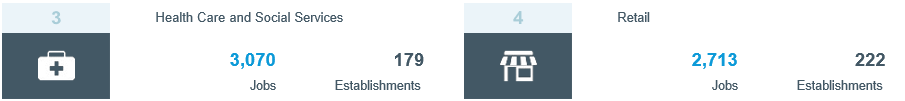 3
Health Care and Social Services
3,070
179
Jobs
Establishments
4
Retail
2,713
222
Jobs
Establishments